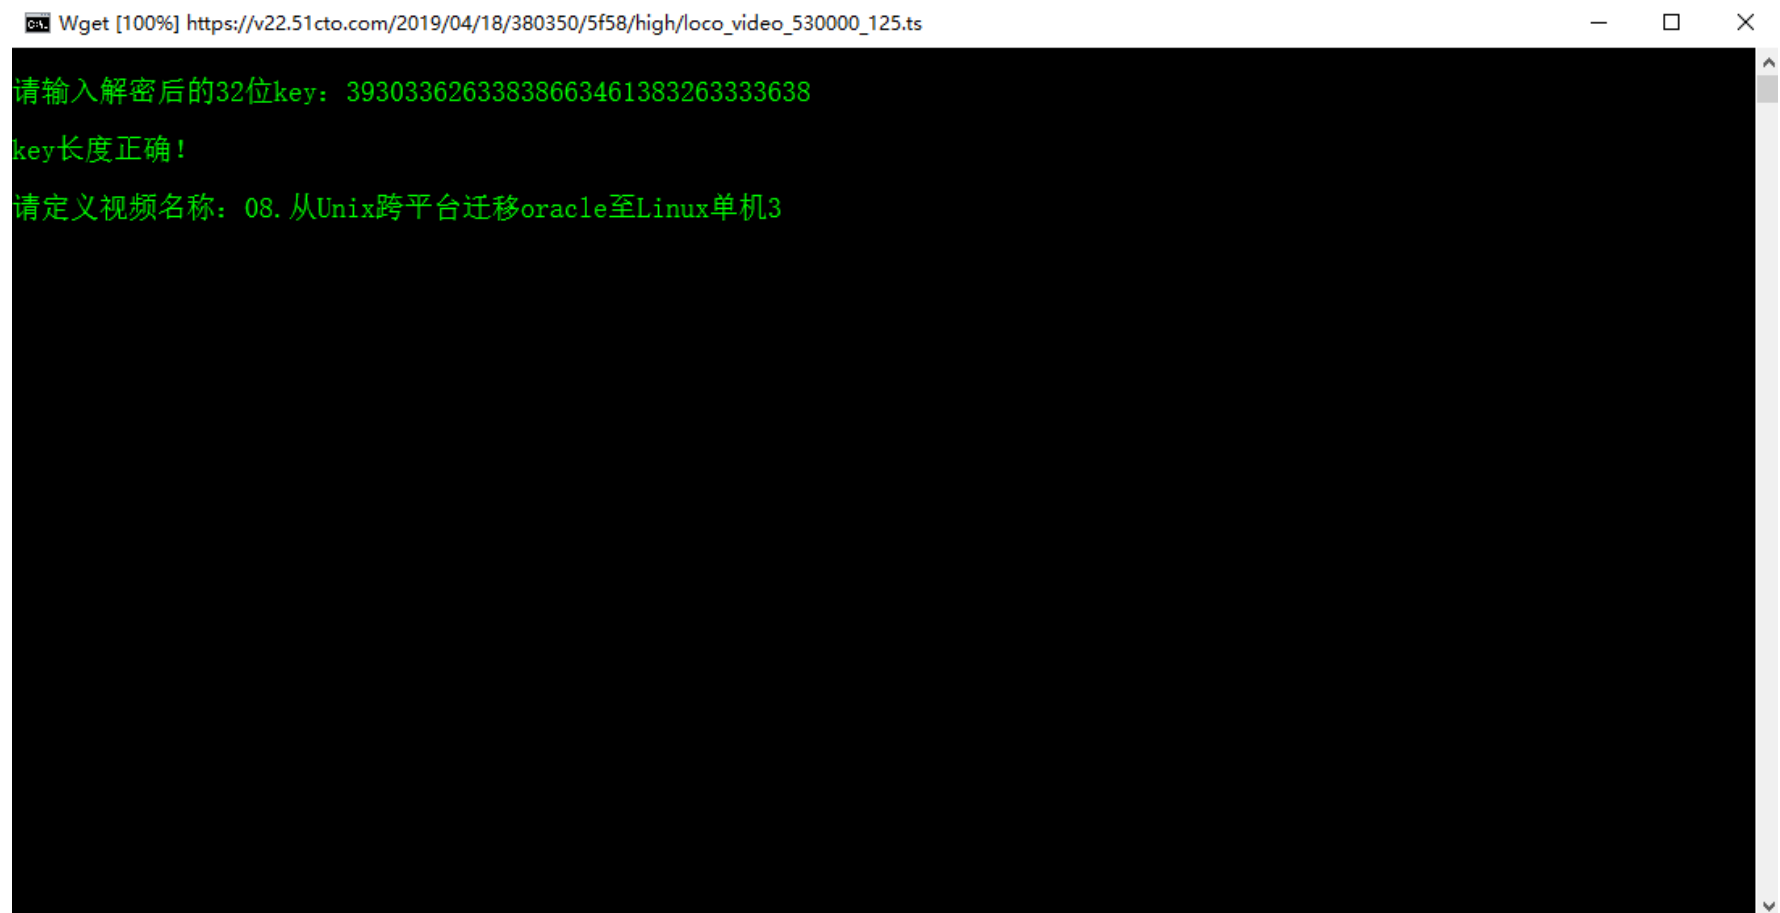 Wget [100%] https://v22.51cto.com/2019/04/18/380350/5f58/high/loco_video_530000_125.ts
请输入解密后的32位key：39303362633838663461383263333638
key长度正确！
请定义视频名称：08.从Unix跨平台迁移oracle至Linux单机3